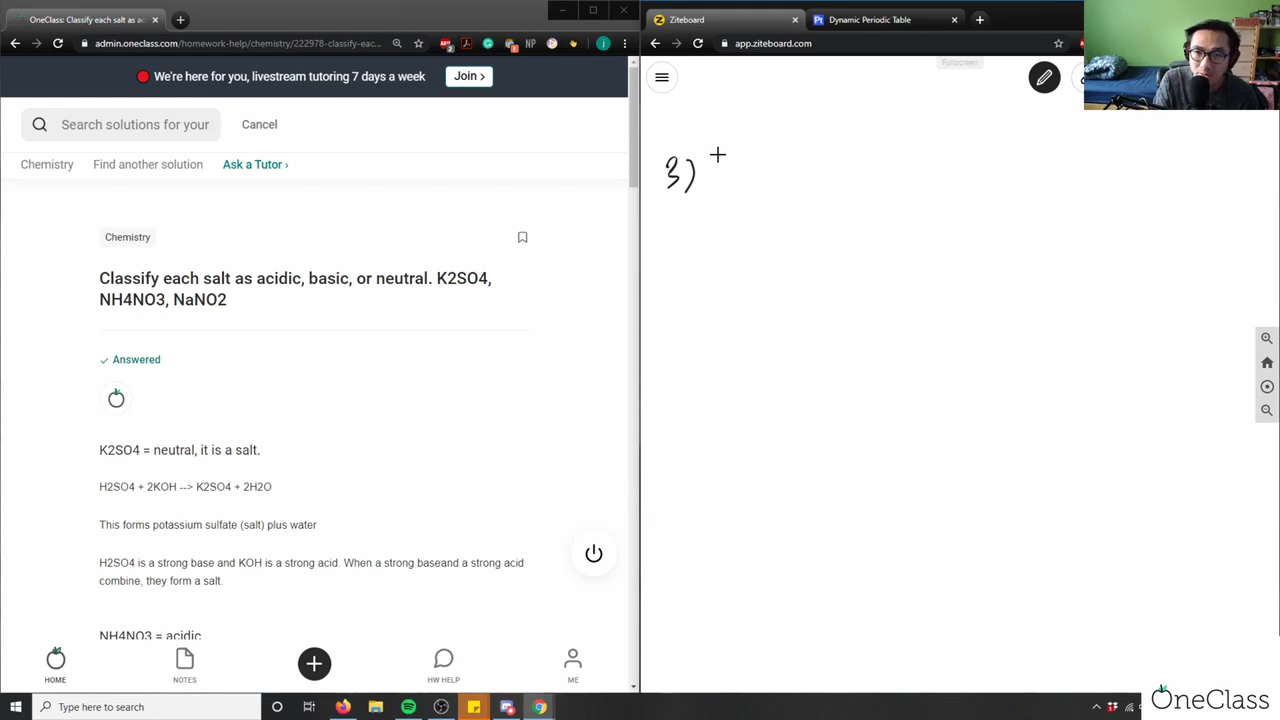 OneClass: Classify each salt as ac
Ziteboard
Dynamic Periodic Table
admin.oneclass.com/homework-help/chemistry/222978-classify-eac...
2
NP
j
app.ziteboard.com
We're here for you, livestream tutoring 7 days a week
Join >
Fullscreen
Search solutions for your
Cancel
Chemistry
Find another solution
Ask a Tutor ›
3)
Chemistry
Classify each salt as acidic, basic, or neutral. K2SO4,
NH4NO3, NaNO2
Answered
K2SO4 = neutral, it is a salt.
H2SO4 + 2KOH --> K2SO4 + 2H2O
This forms potassium sulfate (salt) plus water
H2SO4 is a strong base and KOH is a strong acid. When a strong baseand a strong acid
combine, they form a salt.
NH4NO3 = acidic
HOME
NOTES
HW HELP
ME
Type here to search
OneClass